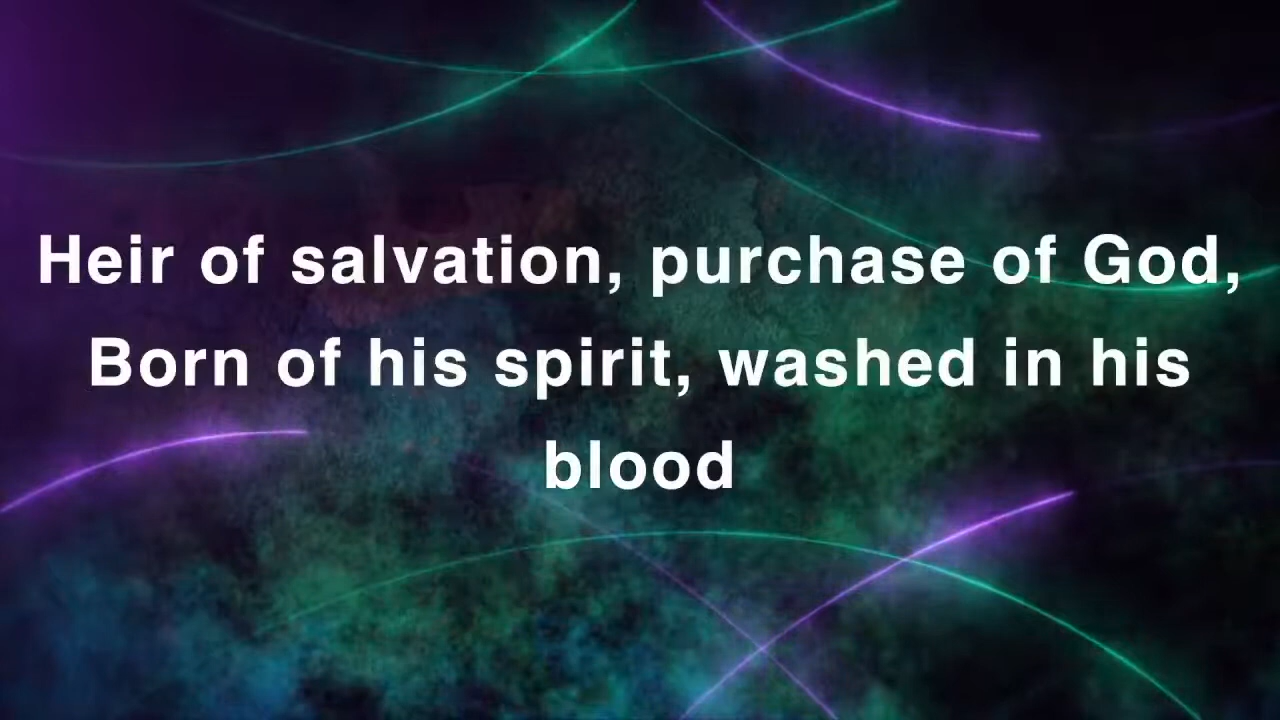 Heir of salvation, purchase of God,
Born of his spirit, washed in his
blood